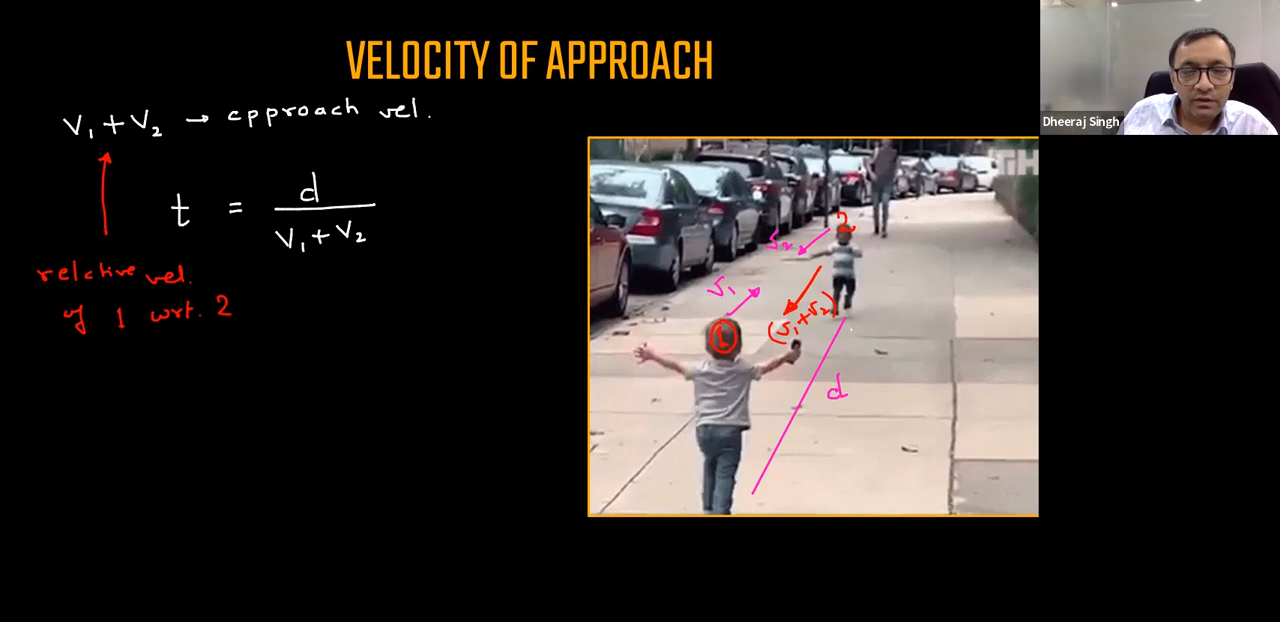 VELOCITY OF APPROACH
V₁ + V₂ → approach vel.
t = d / (V₁ + V₂)
relative vel.
of 1 wrt. 2
Dheeraj Singh
TH
2
V₂
V₁
1
(V₁+V₂)
d